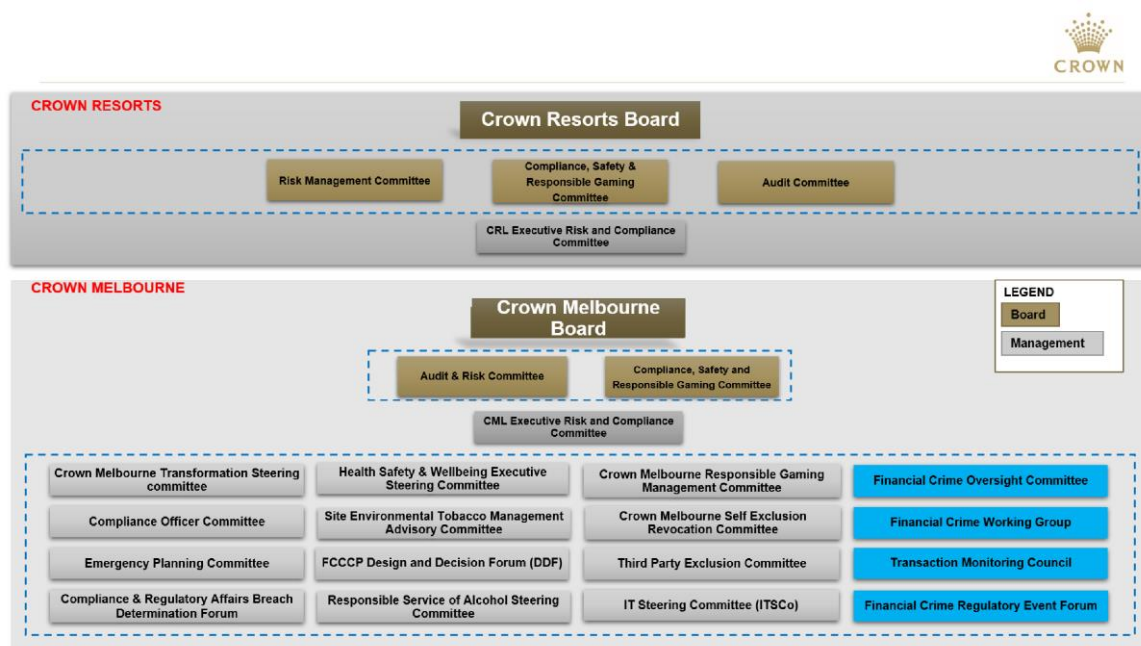 CROWN
CROWN RESORTS
Crown Resorts Board
Risk Management Committee
Compliance, Safety &
Responsible Gaming
Committee
Audit Committee
CRL Executive Risk and Compliance
Committee
CROWN MELBOURNE
LEGEND
Board
Management
Crown Melbourne
Board
Audit & Risk Committee
Compliance, Safety and
Responsible Gaming Committee
CML Executive Risk and Compliance
Committee
Crown Melbourne Transformation Steering
committee
Health Safety & Wellbeing Executive
Steering Committee
Crown Melbourne Responsible Gaming
Management Committee
Financial Crime Oversight Committee
Compliance Officer Committee
Site Environmental Tobacco Management
Advisory Committee
Crown Melbourne Self Exclusion
Revocation Committee
Financial Crime Working Group
Emergency Planning Committee
FCCCP Design and Decision Forum (DDF)
Third Party Exclusion Committee
Transaction Monitoring Council
Compliance & Regulatory Affairs Breach
Determination Forum
Responsible Service of Alcohol Steering
Committee
IT Steering Committee (ITSCo)
Financial Crime Regulatory Event Forum